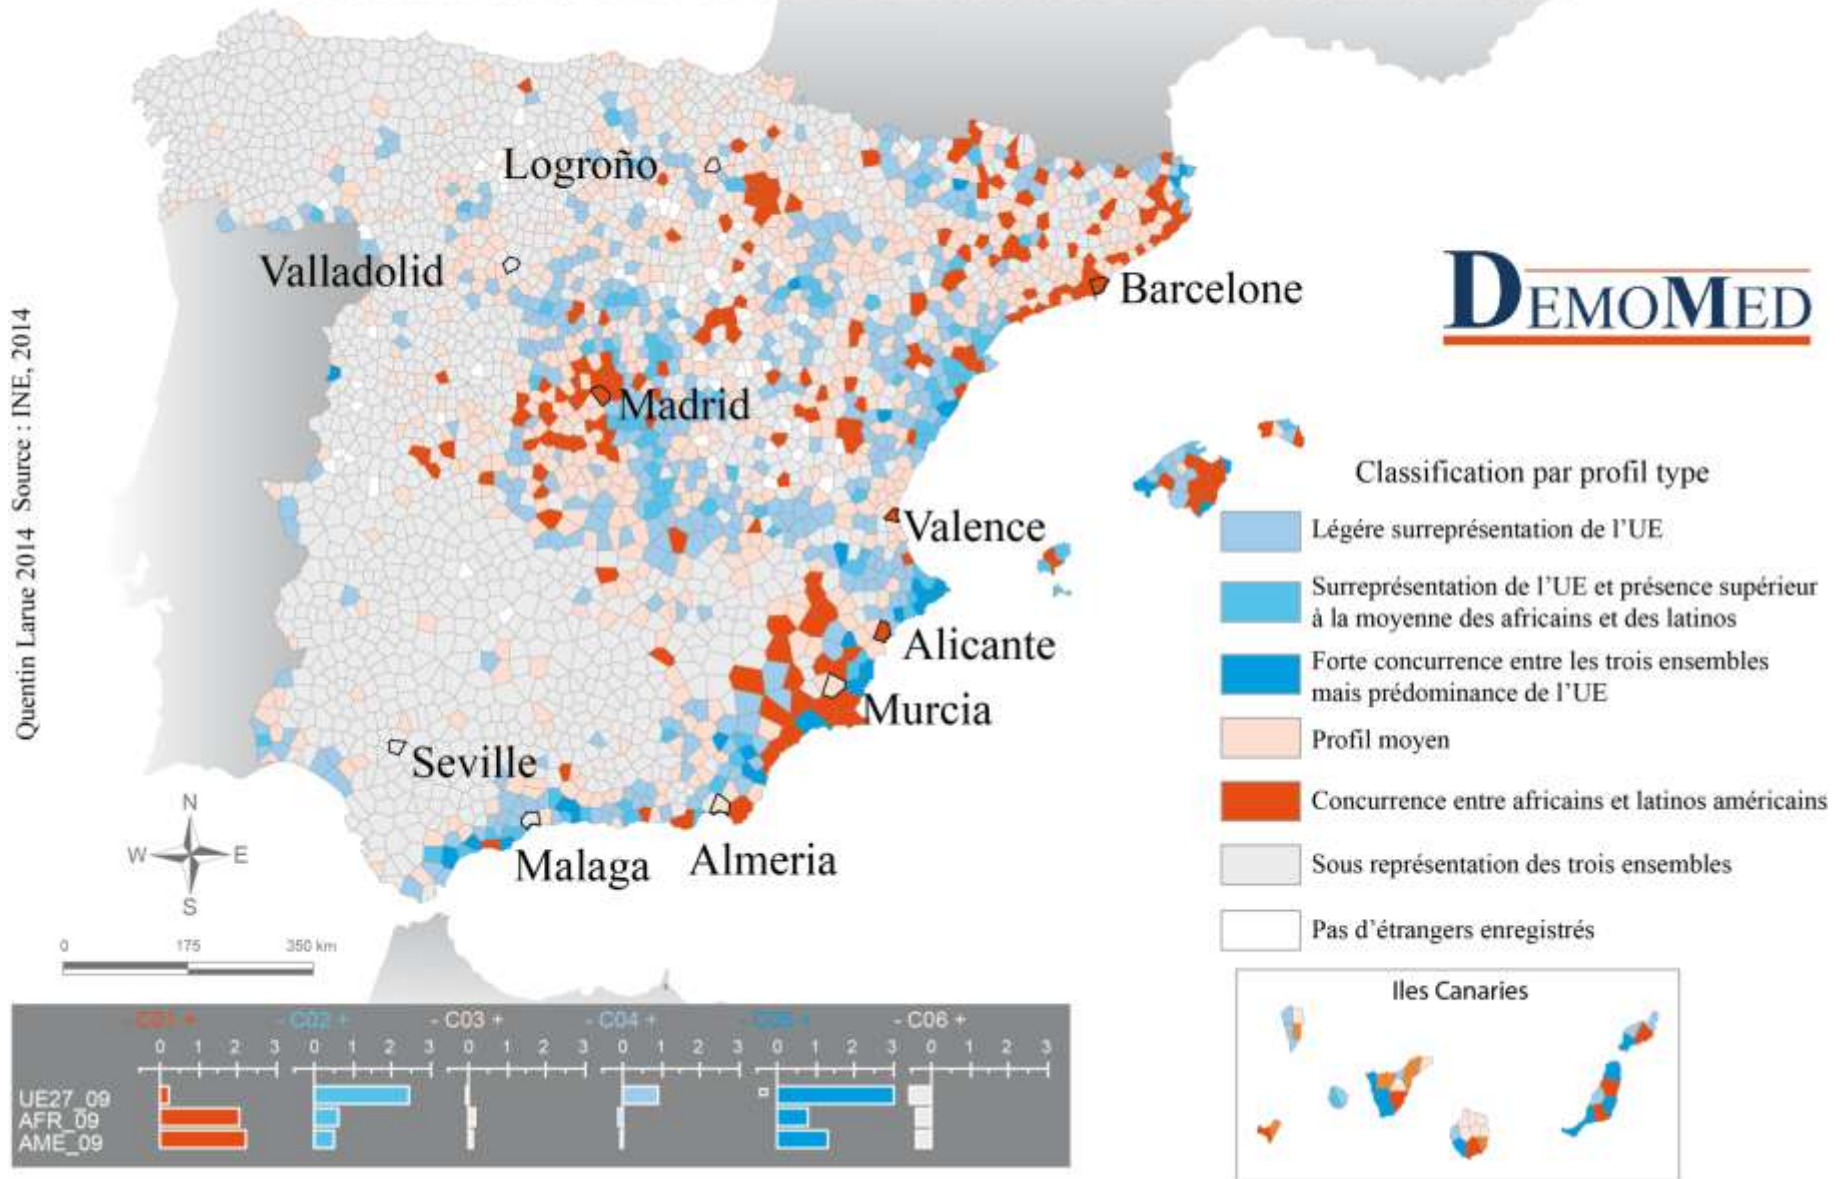 Logroño
Valladolid
Barcelone
DEMOMED
Madrid
Quentin Larue 2014 Source : INE, 2014
Classification par profil type
Valence
Légére surreprésentation de l'UE
Surreprésentation de l'UE et présence supérieur
à la moyenne des africains et des latinos
Alicante
Forte concurrence entre les trois ensembles
mais prédominance de l'UE
Murcia
Profil moyen
Seville
Concurrence entre africains et latinos américains
N
W E
S
Malaga
Almeria
Sous représentation des trois ensembles
Pas d'étrangers enregistrés
0 175 350 km
Iles Canaries
- C01 + - C02 + - C03 + - C04 + - C05 + - C06 +
0 1 2 3 0 1 2 3 0 1 2 3 0 1 2 3 0 1 2 3 0 1 2 3
UE27_09
AFR_09
AME_09